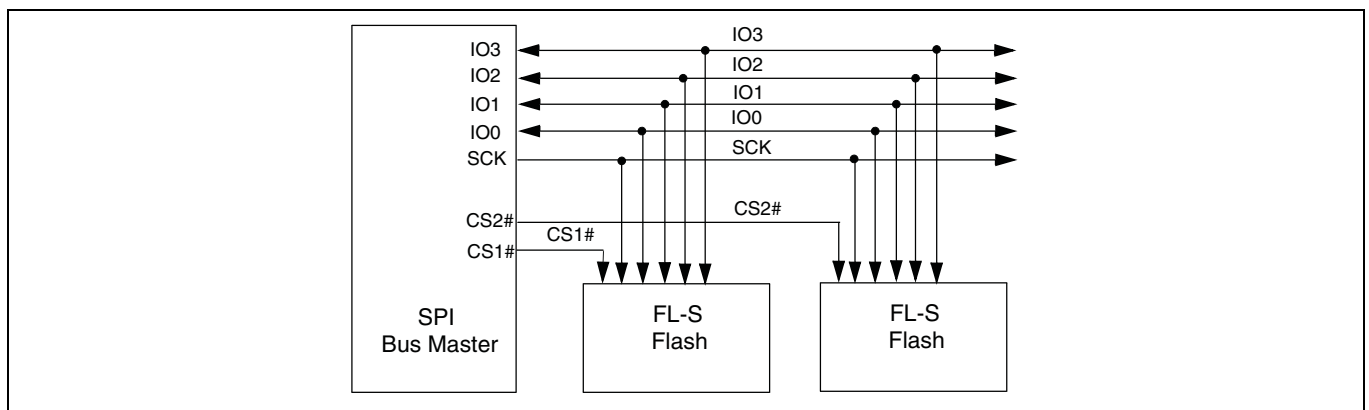 IO3
IO3
IO2
IO2
IO1
IO1
IO0
IO0
SCK
SCK
CS2#
CS2#
CS1#
CS1#
SPI
Bus Master
FL-S
Flash
FL-S
Flash